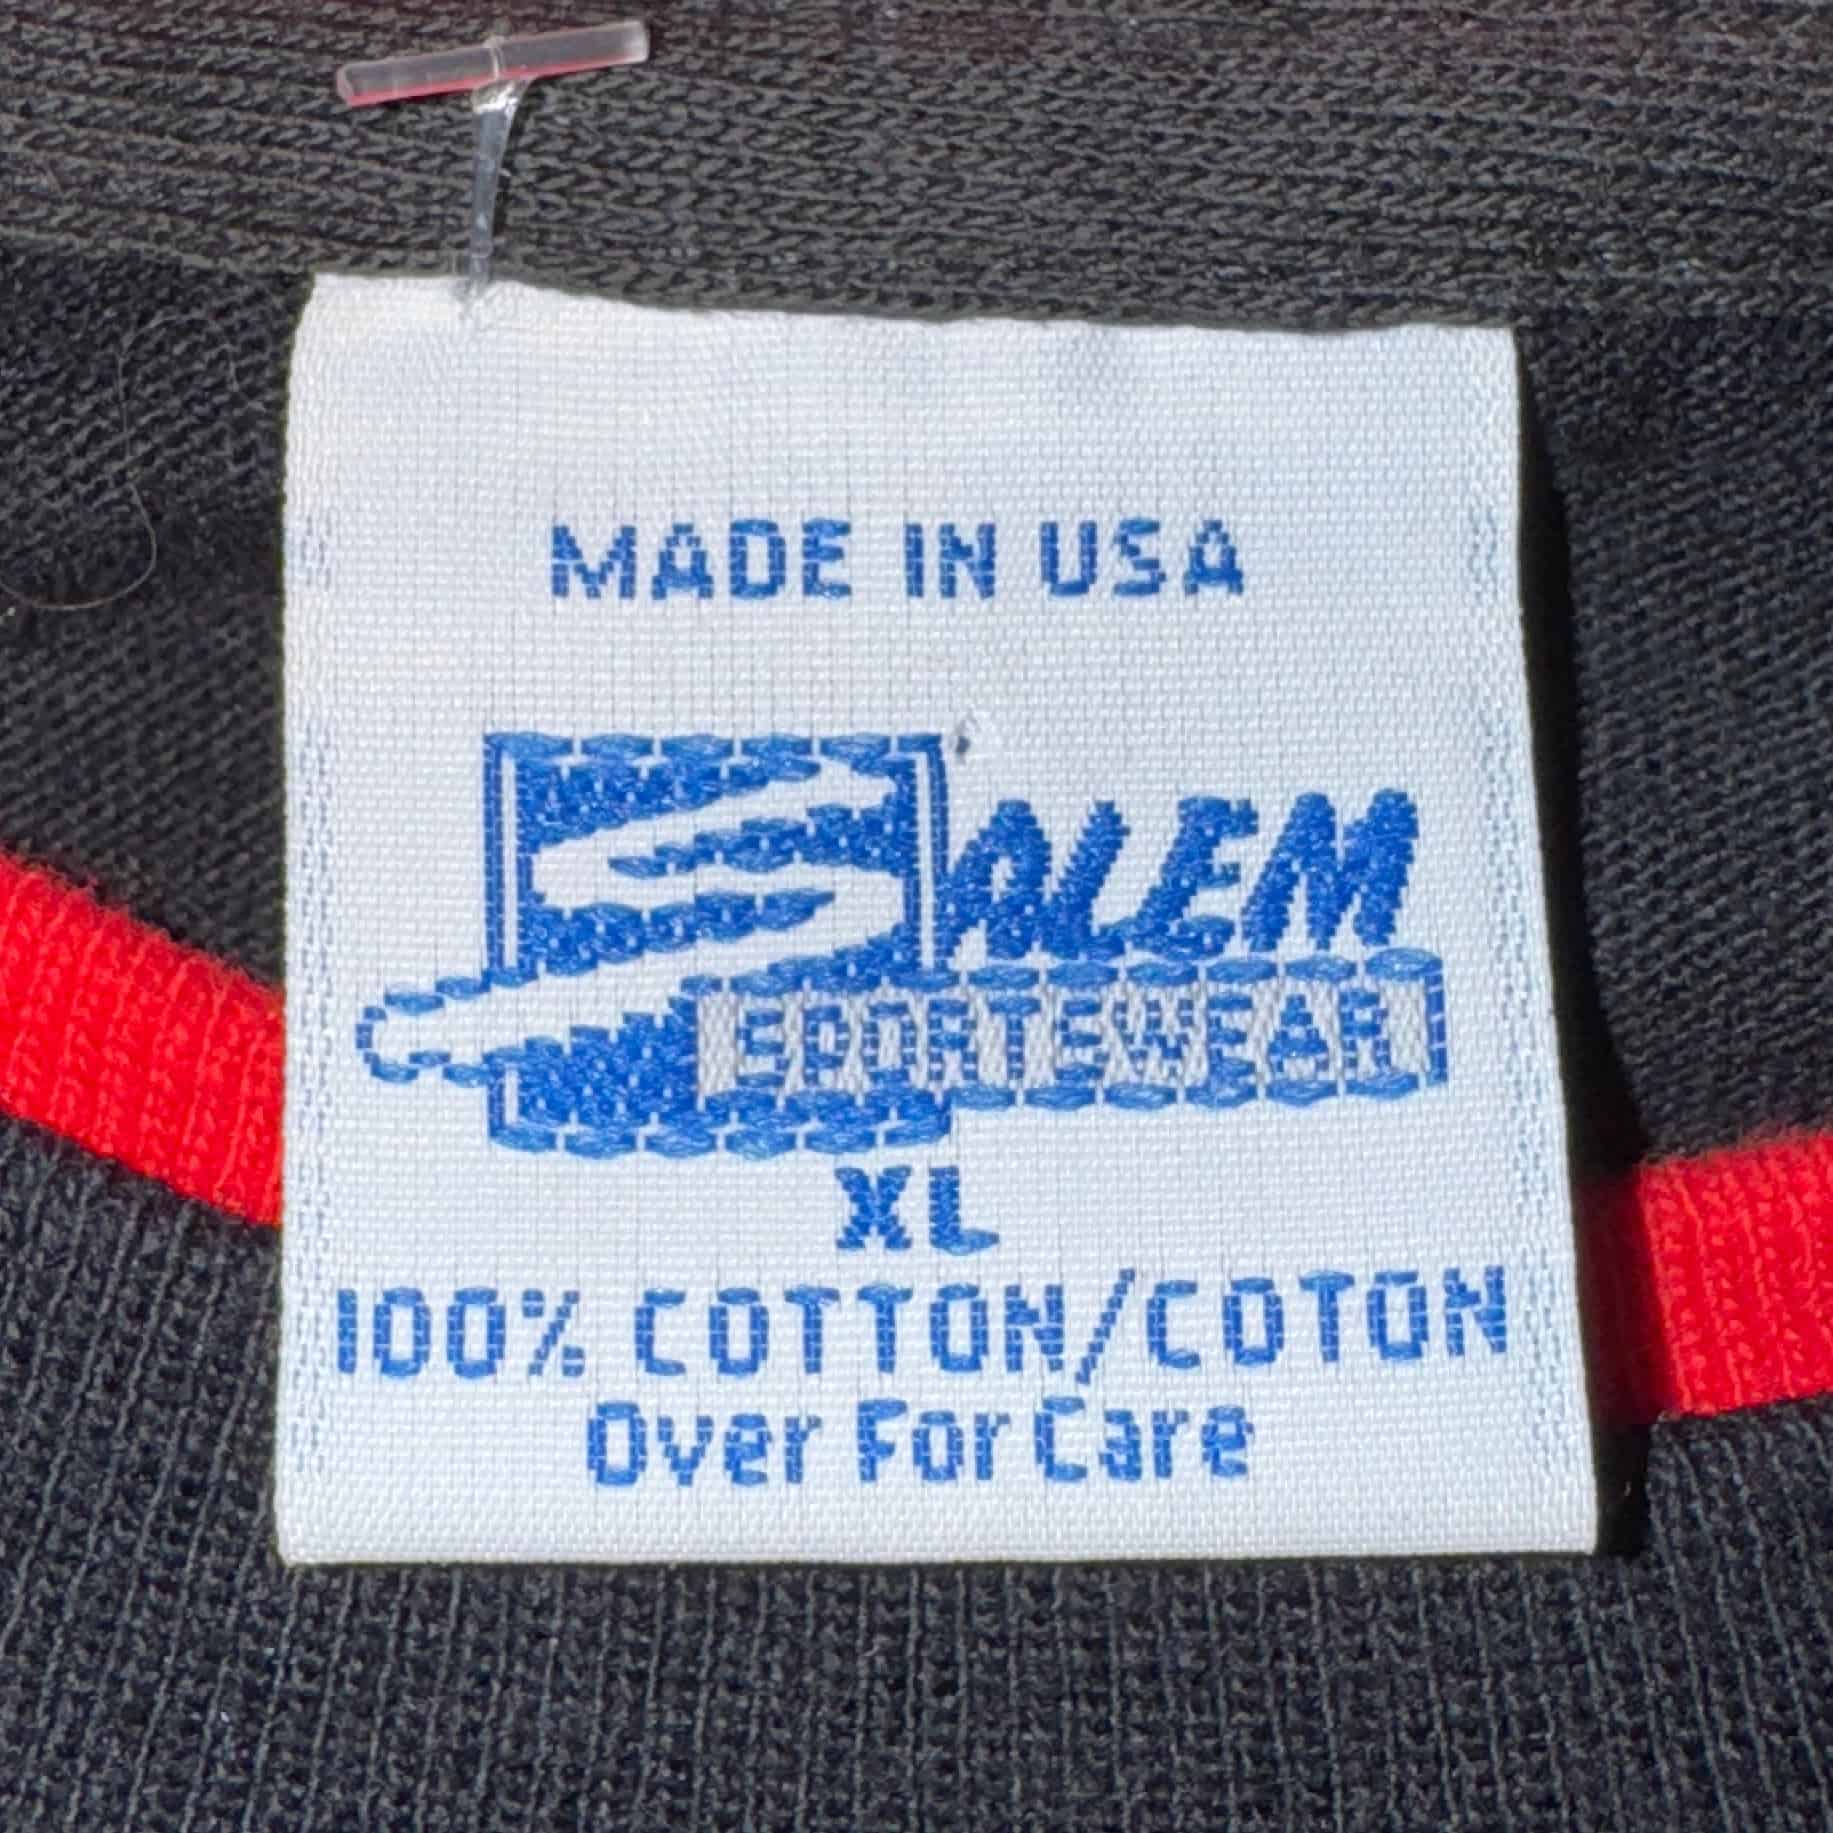 MADE IN USA
SALEM
SPORTSWEAR
XL
100% COTTON/COTON
Over For Care